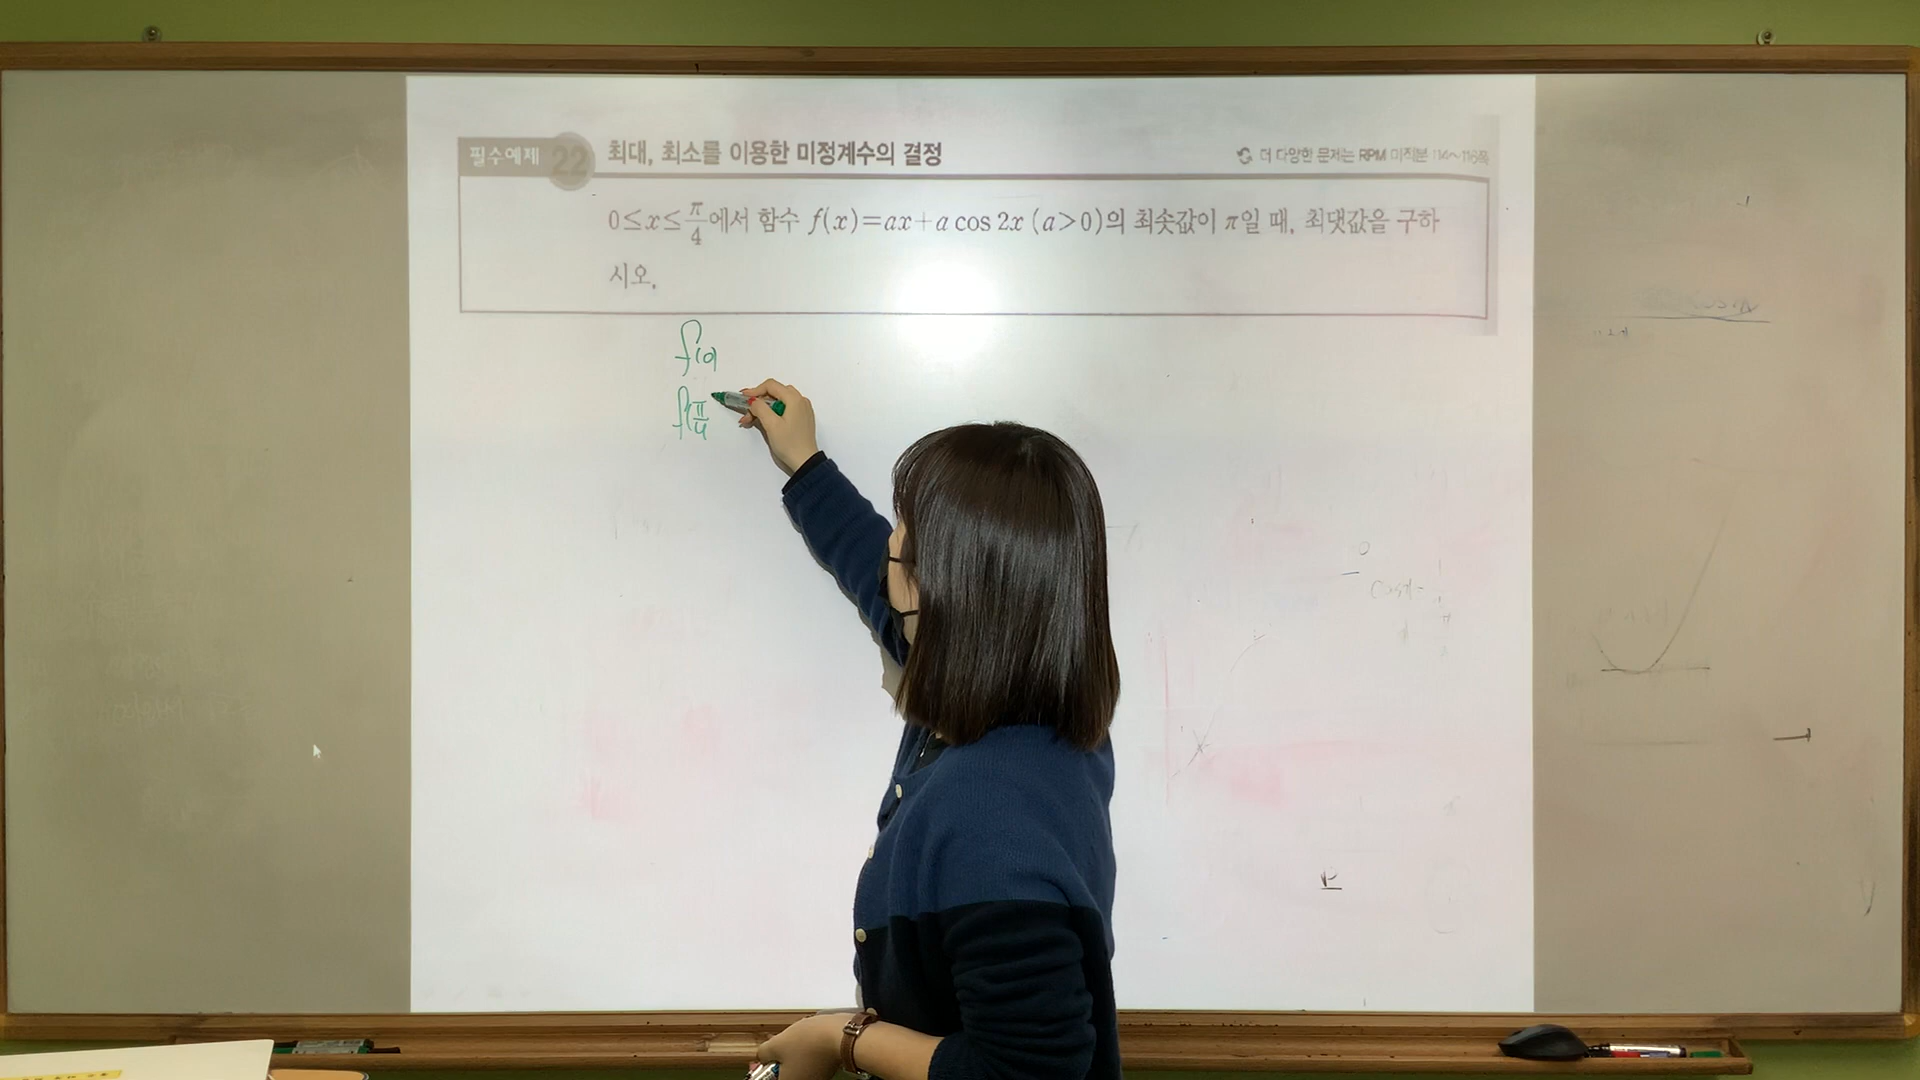 필수예제 22 최대, 최소를 이용한 미정계수의 결정 더 다양한 문제는 RPM 미적분 114~116쪽
0≤x≤π/4에서 함수 f(x)=ax+a cos 2x (a>0)의 최솟값이 π일 때, 최댓값을 구하
시오.
f(0)
f(π/4